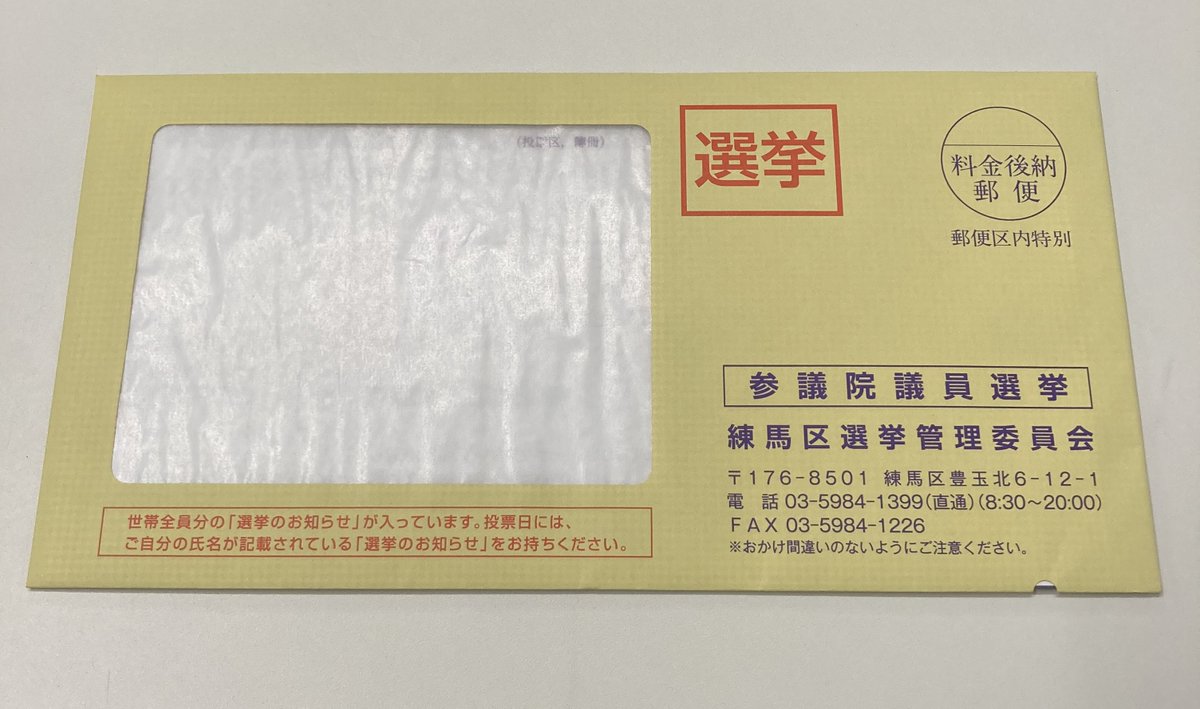 (投票区、簿冊)
選挙
料金後納
郵便
郵便区内特別
参議院議員選挙
練馬区選挙管理委員会
〒176-8501 練馬区豊玉北6-12-1
電話 03-5984-1399(直通)(8:30~20:00)
FAX 03-5984-1226
※おかけ間違いのないようにご注意ください。
世帯全員分の「選挙のお知らせ」が入っています。投票日には、
ご自分の氏名が記載されている「選挙のお知らせ」をお持ちください。